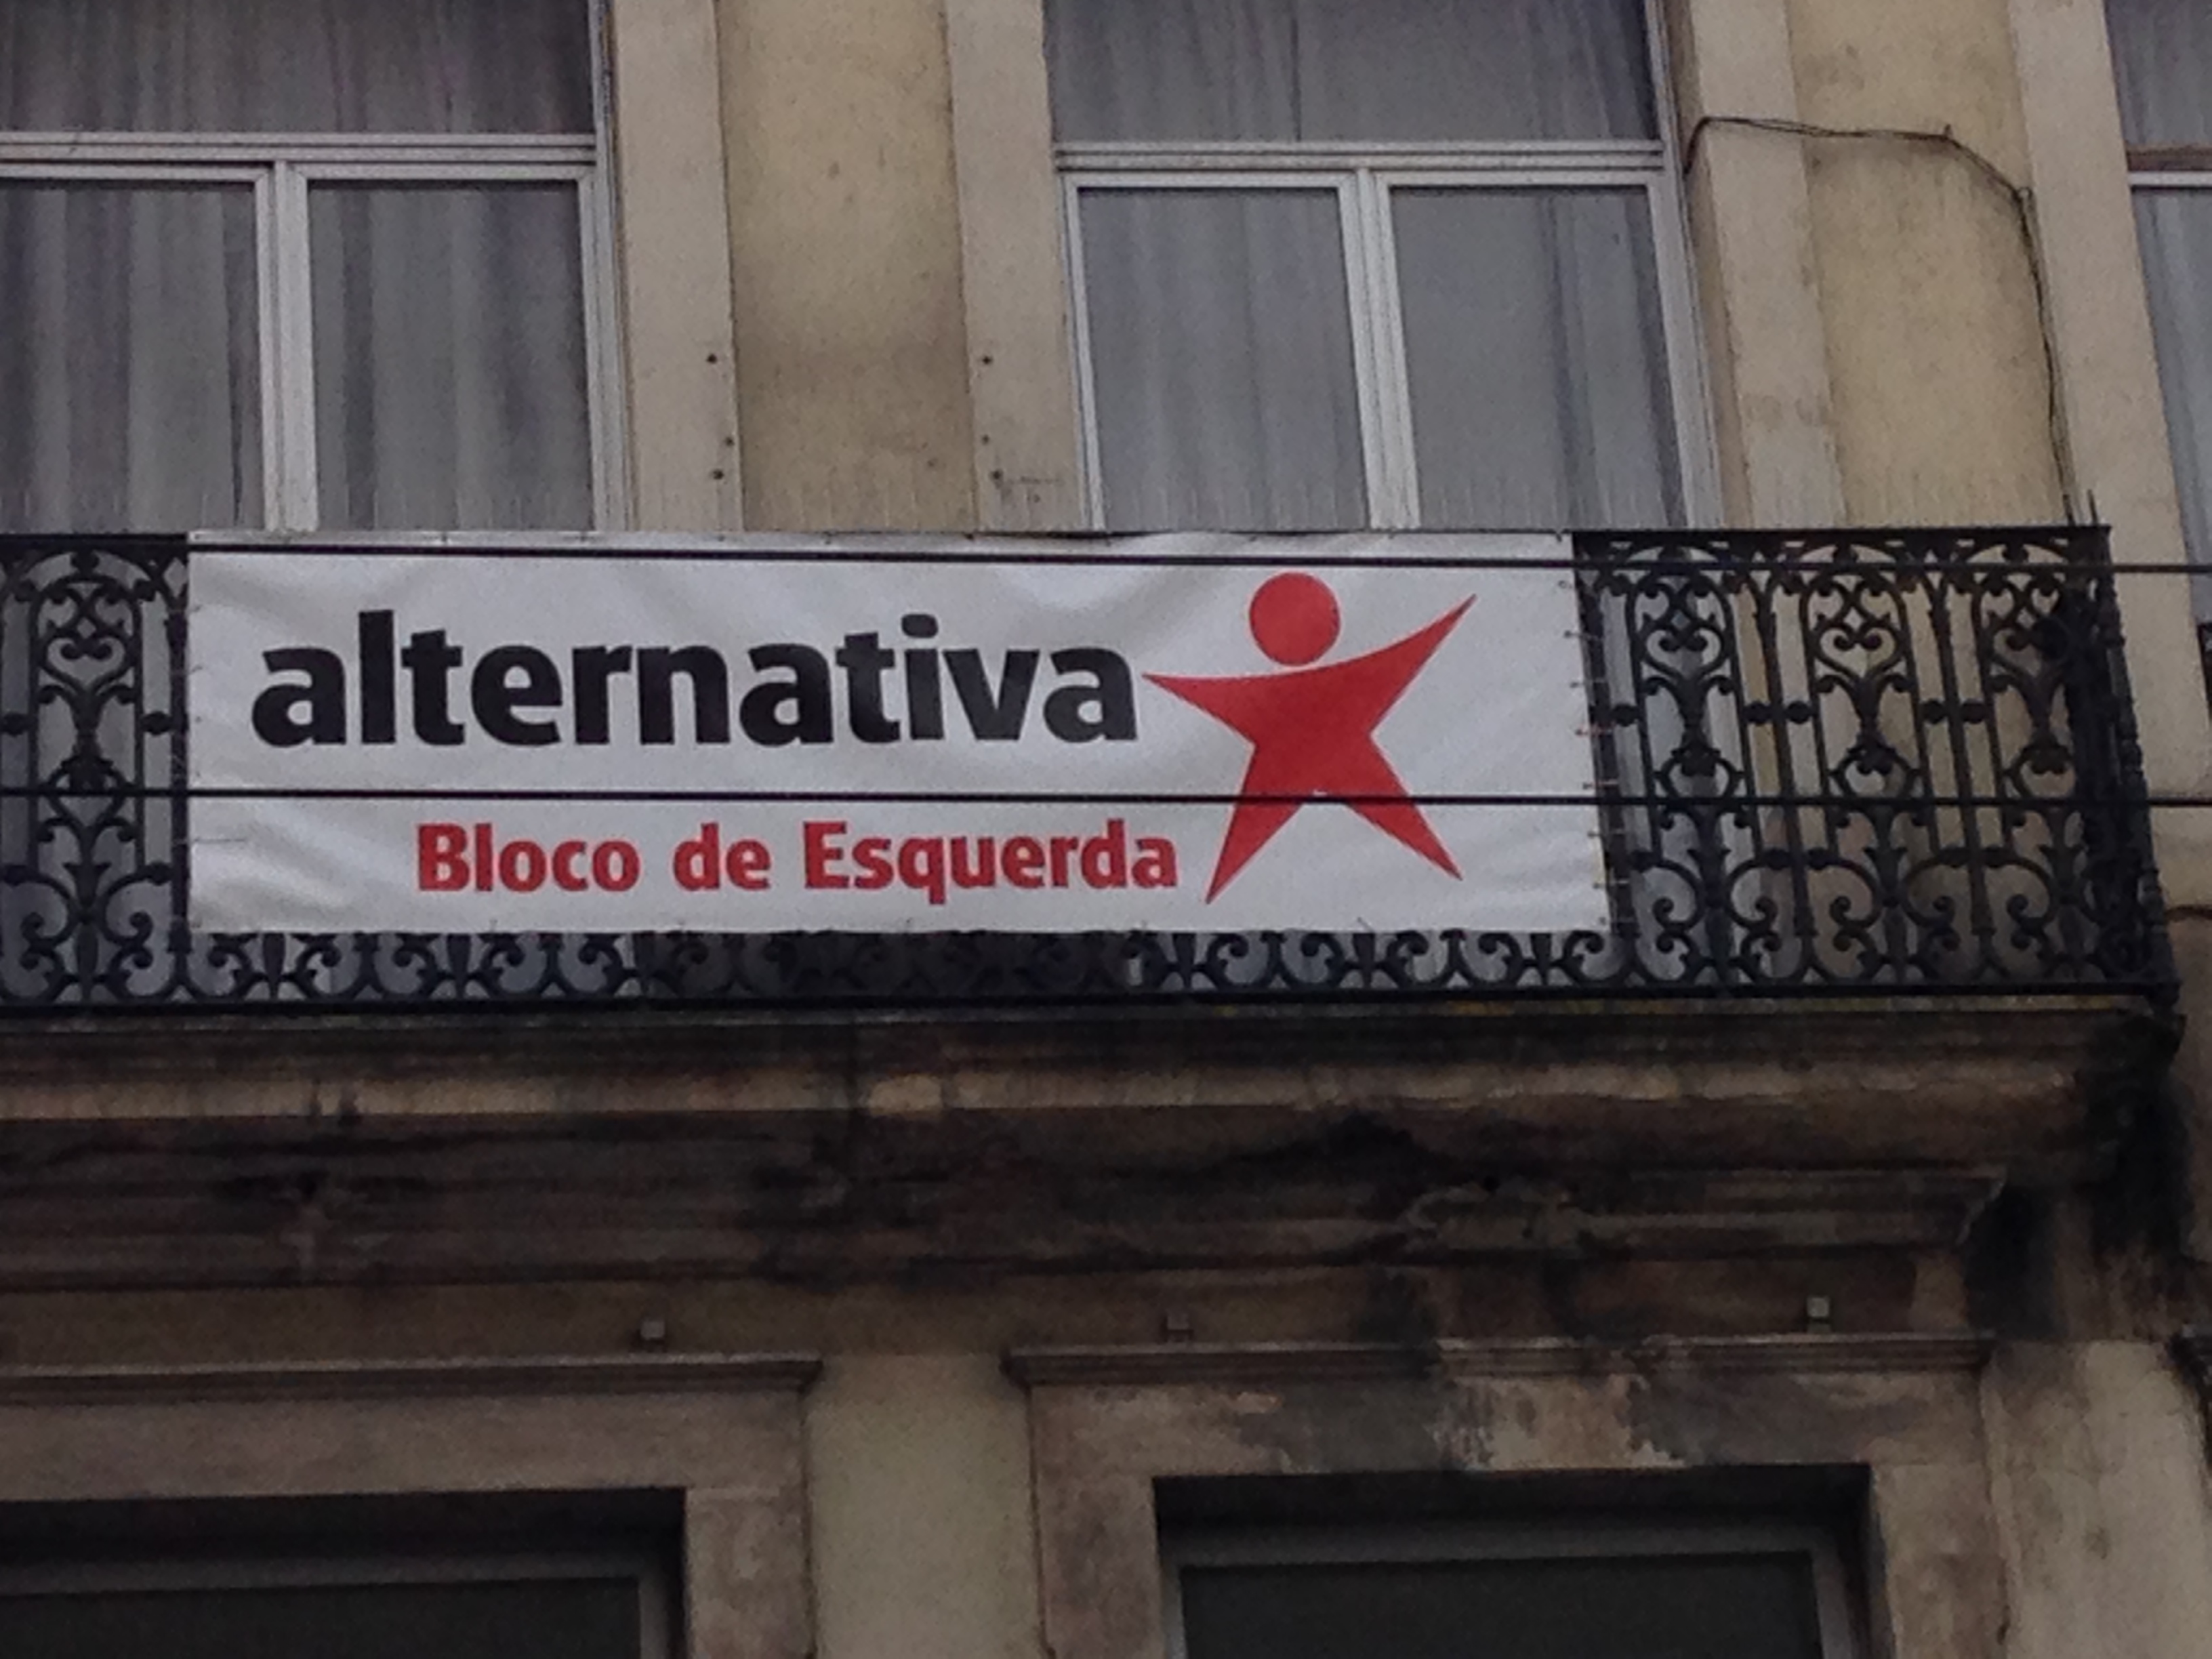 alternativa
Bloco de Esquerda